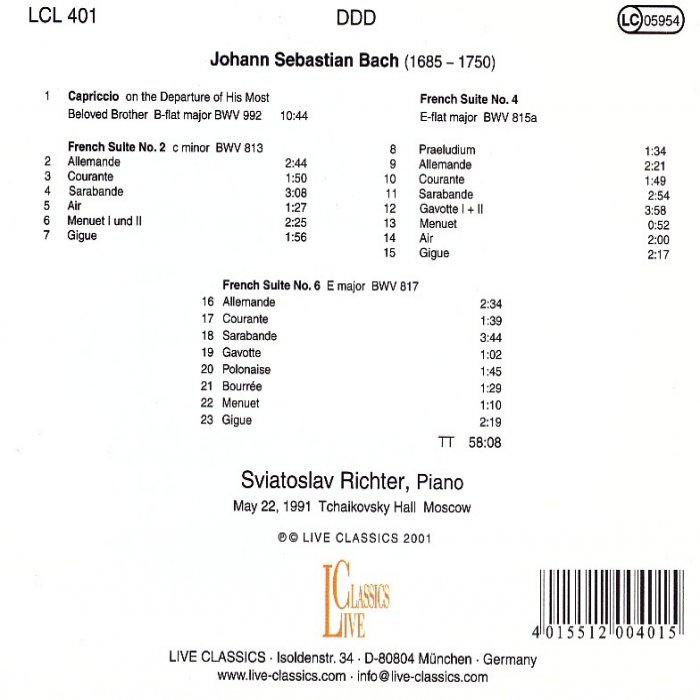 LCL 401
DDD
LC 05954
Johann Sebastian Bach (1685 – 1750)
1 Capriccio on the Departure of His Most
Beloved Brother B-flat major BWV 992 10:44
French Suite No. 2 c minor BWV 813
2 Allemande 2:44
3 Courante 1:50
4 Sarabande 3:08
5 Air 1:27
6 Menuet I und II 2:25
7 Gigue 1:56
French Suite No. 4
E-flat major BWV 815a
8 Praeludium 1:34
9 Allemande 2:21
10 Courante 1:49
11 Sarabande 2:54
12 Gavotte I + II 3:58
13 Menuet 0:52
14 Air 2:00
15 Gigue 2:17
French Suite No. 6 E major BWV 817
16 Allemande 2:34
17 Courante 1:39
18 Sarabande 3:44
19 Gavotte 1:02
20 Polonaise 1:45
21 Bourrée 1:29
22 Menuet 1:10
23 Gigue 2:19
TT 58:08
Sviatoslav Richter, Piano
May 22, 1991 Tchaikovsky Hall Moscow
℗© LIVE CLASSICS 2001
LIVE CLASSICS
4 015512 004015
LIVE CLASSICS · Isoldenstr. 34 · D-80804 München · Germany
www.live-classics.com · info@live-classics.com